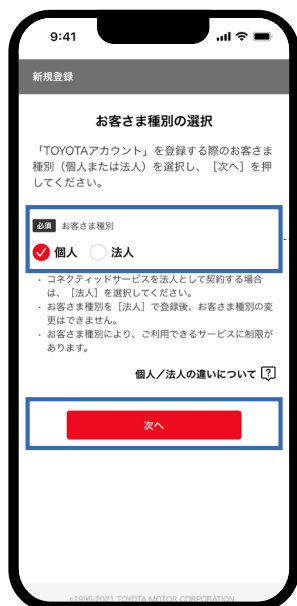 9:41
新規登録
お客さま種別の選択
「TOYOTAアカウント」を登録する際のお客さま
種別（個人または法人）を選択し、［次へ］を押
してください。
必須 お客さま種別
個人 法人
・コネクティッドサービスを法人として契約する場合
は、［法人］を選択してください。
・お客さま種別を［法人］で登録後、お客さま種別の変
更はできません。
・お客さま種別により、ご利用できるサービスに制限が
あります。
個人／法人の違いについて ?
次へ
©1995-2021 TOYOTA MOTOR CORPORATION